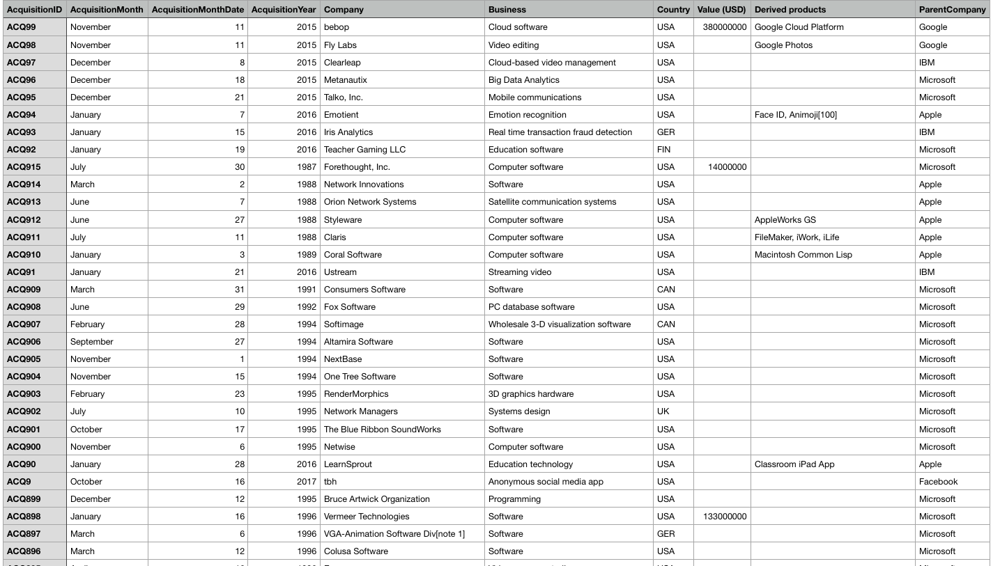 AcquisitionID AcquisitionMonth AcquisitionMonthDate AcquisitionYear Company Business Country Value (USD) Derived products ParentCompany
ACQ99 November 11 2015 bebop Cloud software USA 380000000 Google Cloud Platform Google
ACQ98 November 11 2015 Fly Labs Video editing USA Google Photos Google
ACQ97 December 8 2015 Clearleap Cloud-based video management USA IBM
ACQ96 December 18 2015 Metanautix Big Data Analytics USA Microsoft
ACQ95 December 21 2015 Talko, Inc. Mobile communications USA Microsoft
ACQ94 January 7 2016 Emotient Emotion recognition USA Face ID, Animoji[100] Apple
ACQ93 January 15 2016 Iris Analytics Real time transaction fraud detection GER IBM
ACQ92 January 19 2016 Teacher Gaming LLC Education software FIN Microsoft
ACQ915 July 30 1987 Forethought, Inc. Computer software USA 14000000 Microsoft
ACQ914 March 2 1988 Network Innovations Software USA Apple
ACQ913 June 7 1988 Orion Network Systems Satellite communication systems USA Apple
ACQ912 June 27 1988 Styleware Computer software USA AppleWorks GS Apple
ACQ911 July 11 1988 Claris Computer software USA FileMaker, iWork, iLife Apple
ACQ910 January 3 1989 Coral Software Computer software USA Macintosh Common Lisp Apple
ACQ91 January 21 2016 Ustream Streaming video USA IBM
ACQ909 March 31 1991 Consumers Software Software CAN Microsoft
ACQ908 June 29 1992 Fox Software PC database software USA Microsoft
ACQ907 February 28 1994 Softimage Wholesale 3-D visualization software CAN Microsoft
ACQ906 September 27 1994 Altamira Software Software USA Microsoft
ACQ905 November 1 1994 NextBase Software USA Microsoft
ACQ904 November 15 1994 One Tree Software Software USA Microsoft
ACQ903 February 23 1995 RenderMorphics 3D graphics hardware USA Microsoft
ACQ902 July 10 1995 Network Managers Systems design UK Microsoft
ACQ901 October 17 1995 The Blue Ribbon SoundWorks Software USA Microsoft
ACQ900 November 6 1995 Netwise Computer software USA Microsoft
ACQ90 January 28 2016 LearnSprout Education technology USA Classroom iPad App Apple
ACQ9 October 16 2017 tbh Anonymous social media app USA Facebook
ACQ899 December 12 1995 Bruce Artwick Organization Programming USA Microsoft
ACQ898 January 16 1996 Vermeer Technologies Software USA 133000000 Microsoft
ACQ897 March 6 1996 VGA-Animation Software Div[note 1] Software GER Microsoft
ACQ896 March 12 1996 Colusa Software Software USA Microsoft